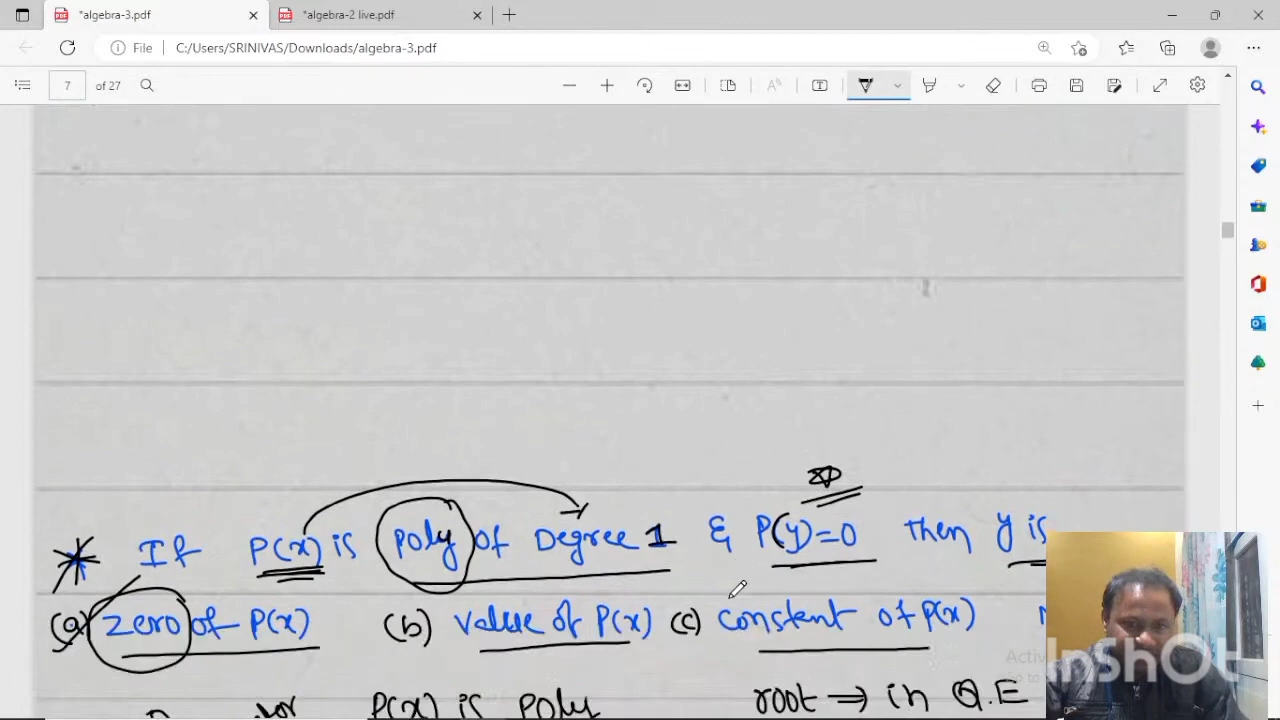 *algebra-3.pdf
*algebra-2 live.pdf
File C:/Users/SRINIVAS/Downloads/algebra-3.pdf
7 of 27
If P(x) is Poly of Degree 1 & P(y)=0 then y is
(a) zero of P(x) (b) value of P(x) (c) constant of P(x)
P(x) is poly root ⇒ in Q.E
InShOt